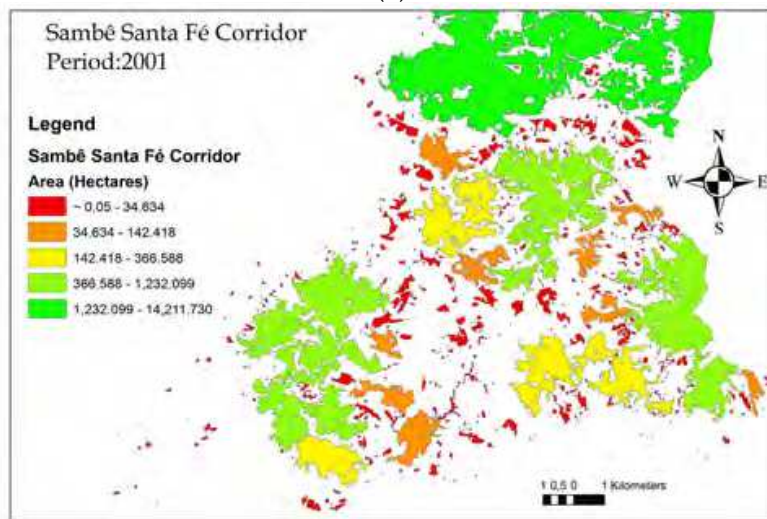 Sambê Santa Fé Corridor
Period:2001
Legend
Sambê Santa Fé Corridor
Area (Hectares)
~ 0,05 - 34.634
34.634 - 142.418
142.418 - 366.588
366.588 - 1,232.099
1,232.099 - 14,211.730
N
W E
S
1 0,5 0 1 Kilometers